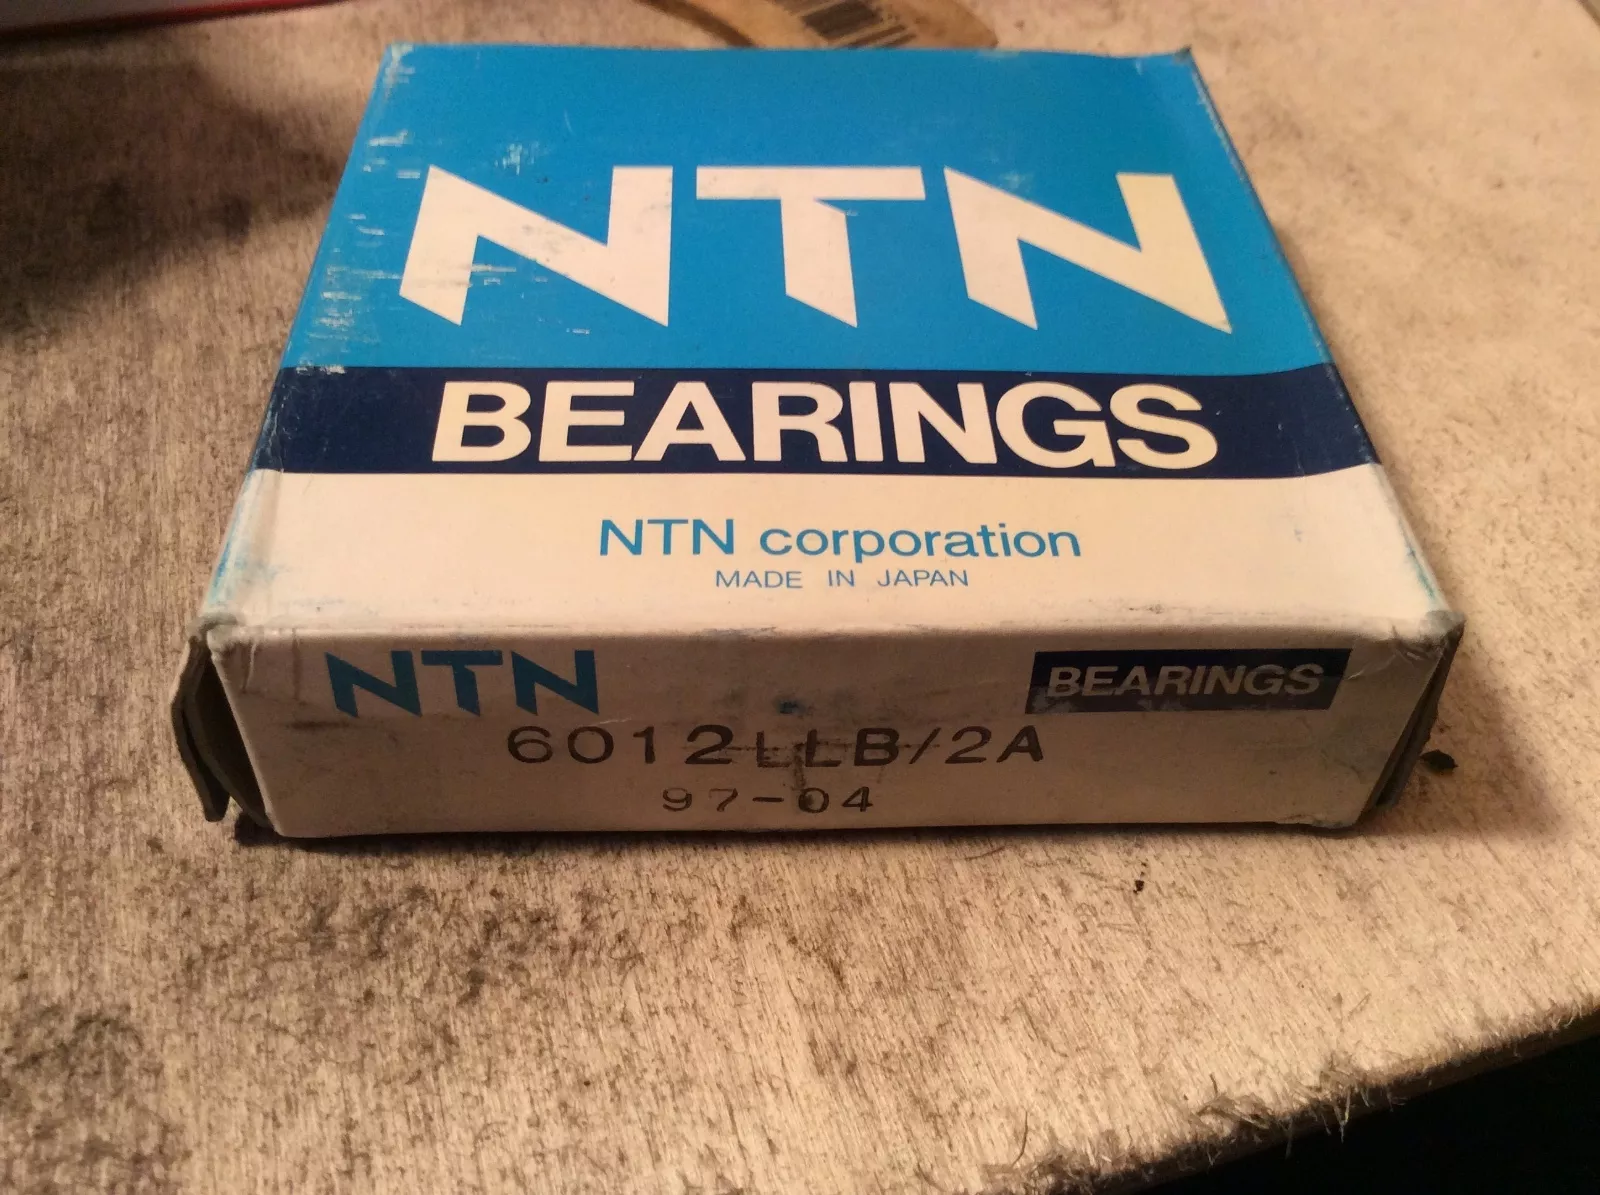 NTN
BEARINGS
NTN corporation
MADE IN JAPAN
NTN BEARINGS
6012LLB/2A
97-04